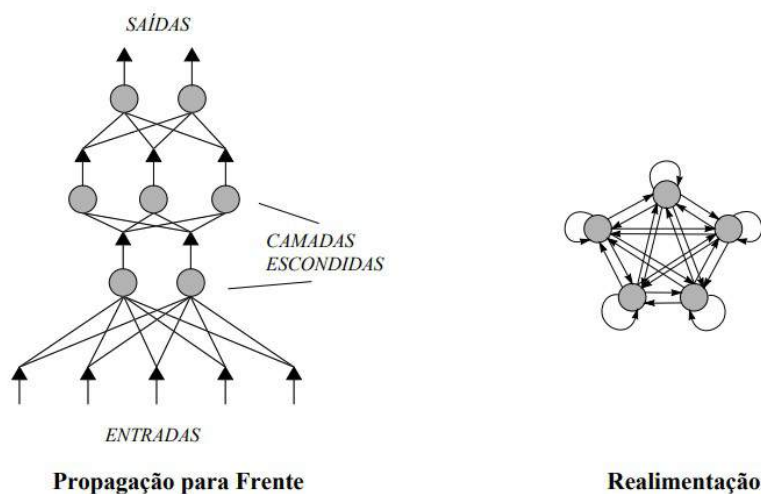 SAÍDAS
CAMADAS
ESCONDIDAS
ENTRADAS
Propagação para Frente
Realimentação